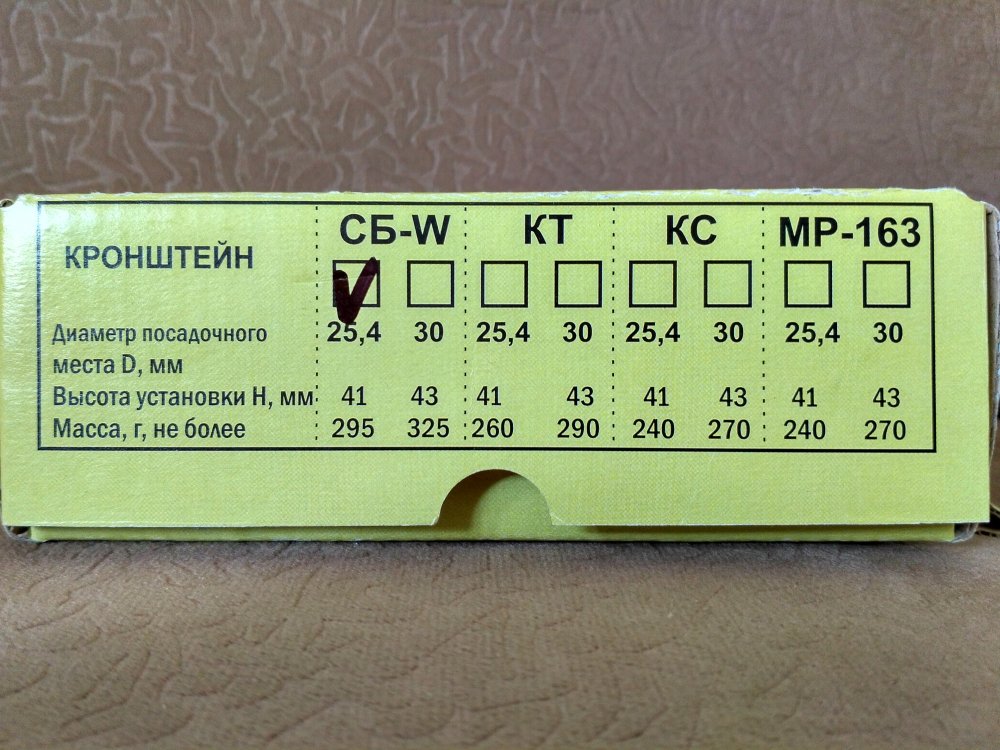 КРОНШТЕЙН СБ-W КТ КС МР-163
Диаметр посадочного 25,4 30 25,4 30 25,4 30 25,4 30
места D, мм
Высота установки H, мм 41 43 41 43 41 43 41 43
Масса, г, не более 295 325 260 290 240 270 240 270